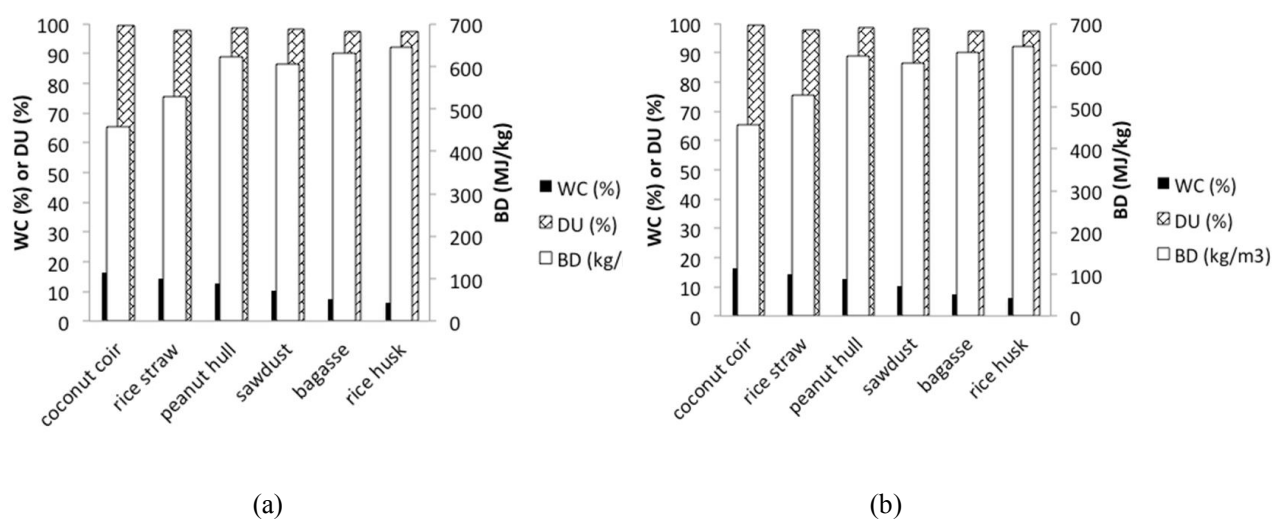 WC (%) or DU (%)
100
90
80
70
60
50
40
30
20
10
0
700
600
500
400
300
200
100
0
BD (MJ/kg)
coconut coir
rice straw
peanut hull
sawdust
bagasse
rice husk
WC (%)
DU (%)
BD (kg/
(a)
WC (%) or DU (%)
100
90
80
70
60
50
40
30
20
10
0
700
600
500
400
300
200
100
0
BD (MJ/kg)
coconut coir
rice straw
peanut hull
sawdust
bagasse
rice husk
WC (%)
DU (%)
BD (kg/m3)
(b)